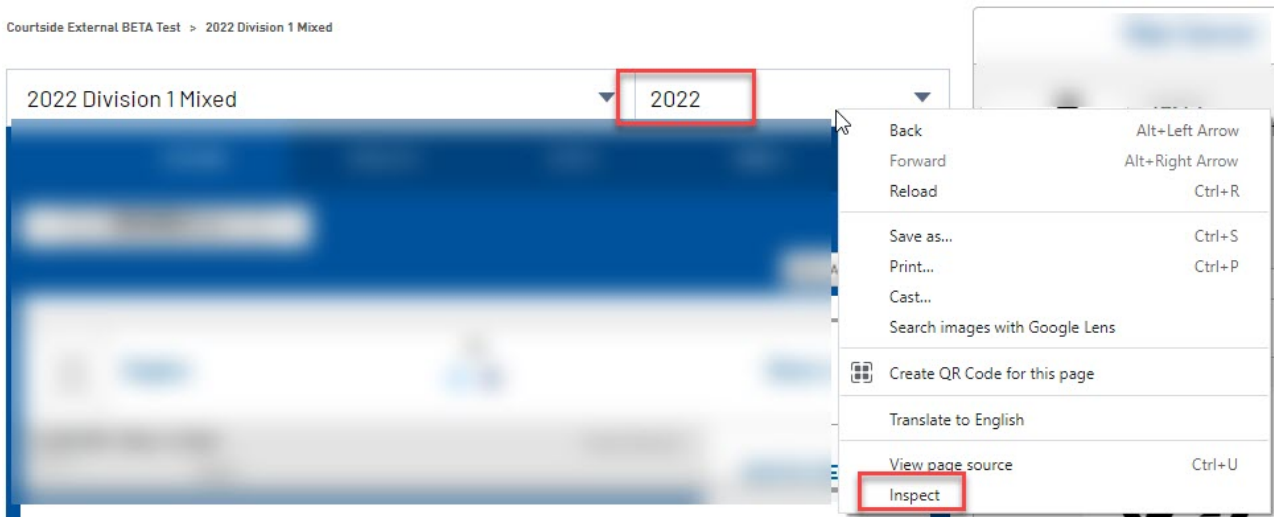 Courtside External BETA Test > 2022 Division 1 Mixed
2022 Division 1 Mixed
2022
Back Alt+Left Arrow
Forward Alt+Right Arrow
Reload Ctrl+R
Save as... Ctrl+S
Print... Ctrl+P
Cast...
Search images with Google Lens
Create QR Code for this page
Translate to English
View page source Ctrl+U
Inspect